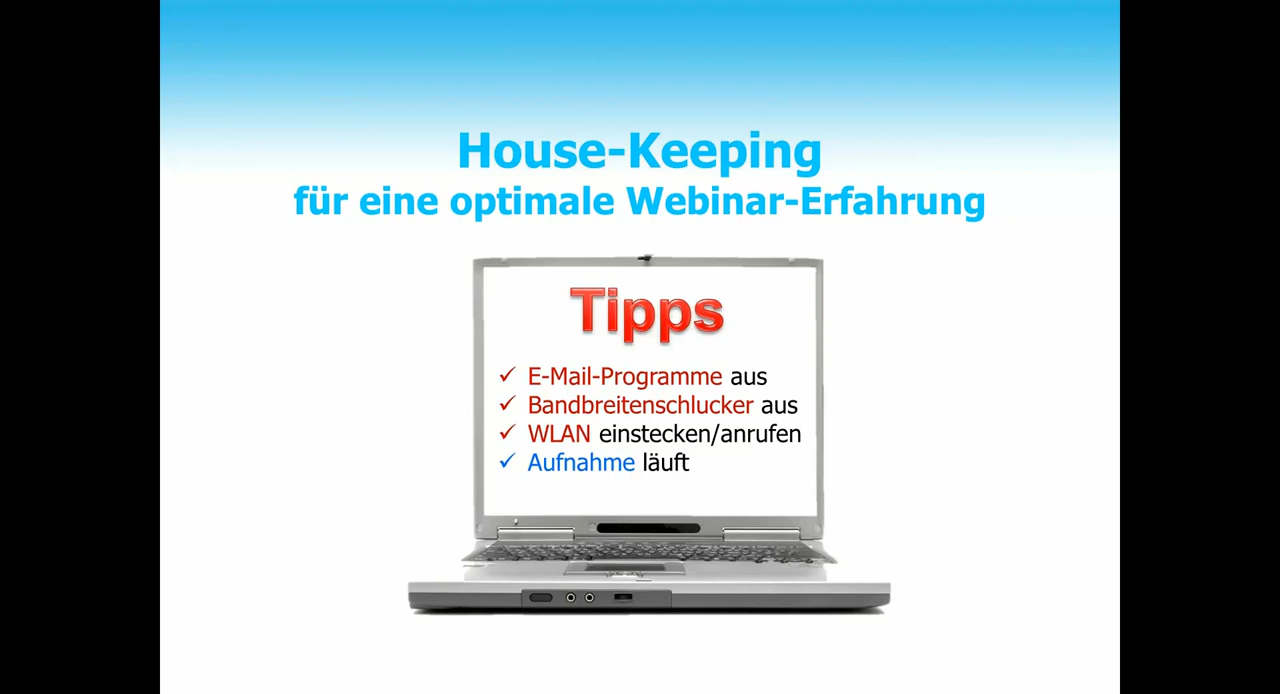 House-Keeping
für eine optimale Webinar-Erfahrung
Tipps
✓ E-Mail-Programme aus
✓ Bandbreitenschlucker aus
✓ WLAN einstecken/anrufen
✓ Aufnahme läuft